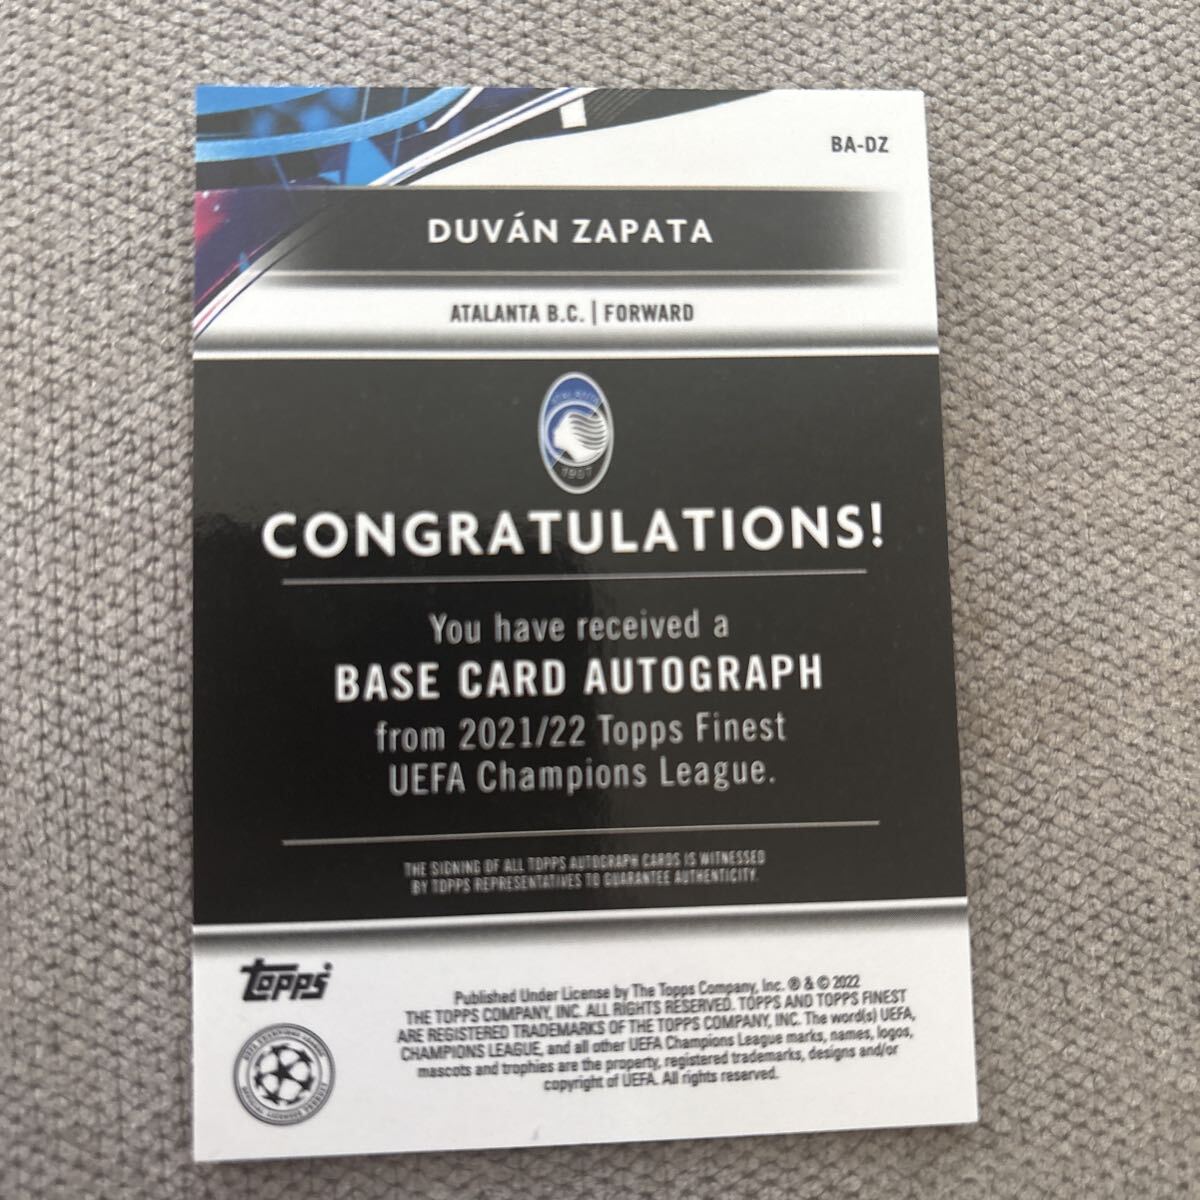 BA-DZ
DUVÁN ZAPATA
ATALANTA B.C. | FORWARD
1907
CONGRATULATIONS!
You have received a
BASE CARD AUTOGRAPH
from 2021/22 Topps Finest
UEFA Champions League.
THE SIGNING OF ALL TOPPS AUTOGRAPH CARDS IS WITNESSED
BY TOPPS REPRESENTATIVES TO GUARANTEE AUTHENTICITY.
topps
Published Under License by The Topps Company, Inc. ® & © 2022
THE TOPPS COMPANY, INC. ALL RIGHTS RESERVED. TOPPS AND TOPPS FINEST
ARE REGISTERED TRADEMARKS OF THE TOPPS COMPANY, INC. The word(s) UEFA,
CHAMPIONS LEAGUE, and all other UEFA Champions League marks, names, logos,
mascots and trophies are the property, registered trademarks, designs and/or
copyright of UEFA. All rights reserved.